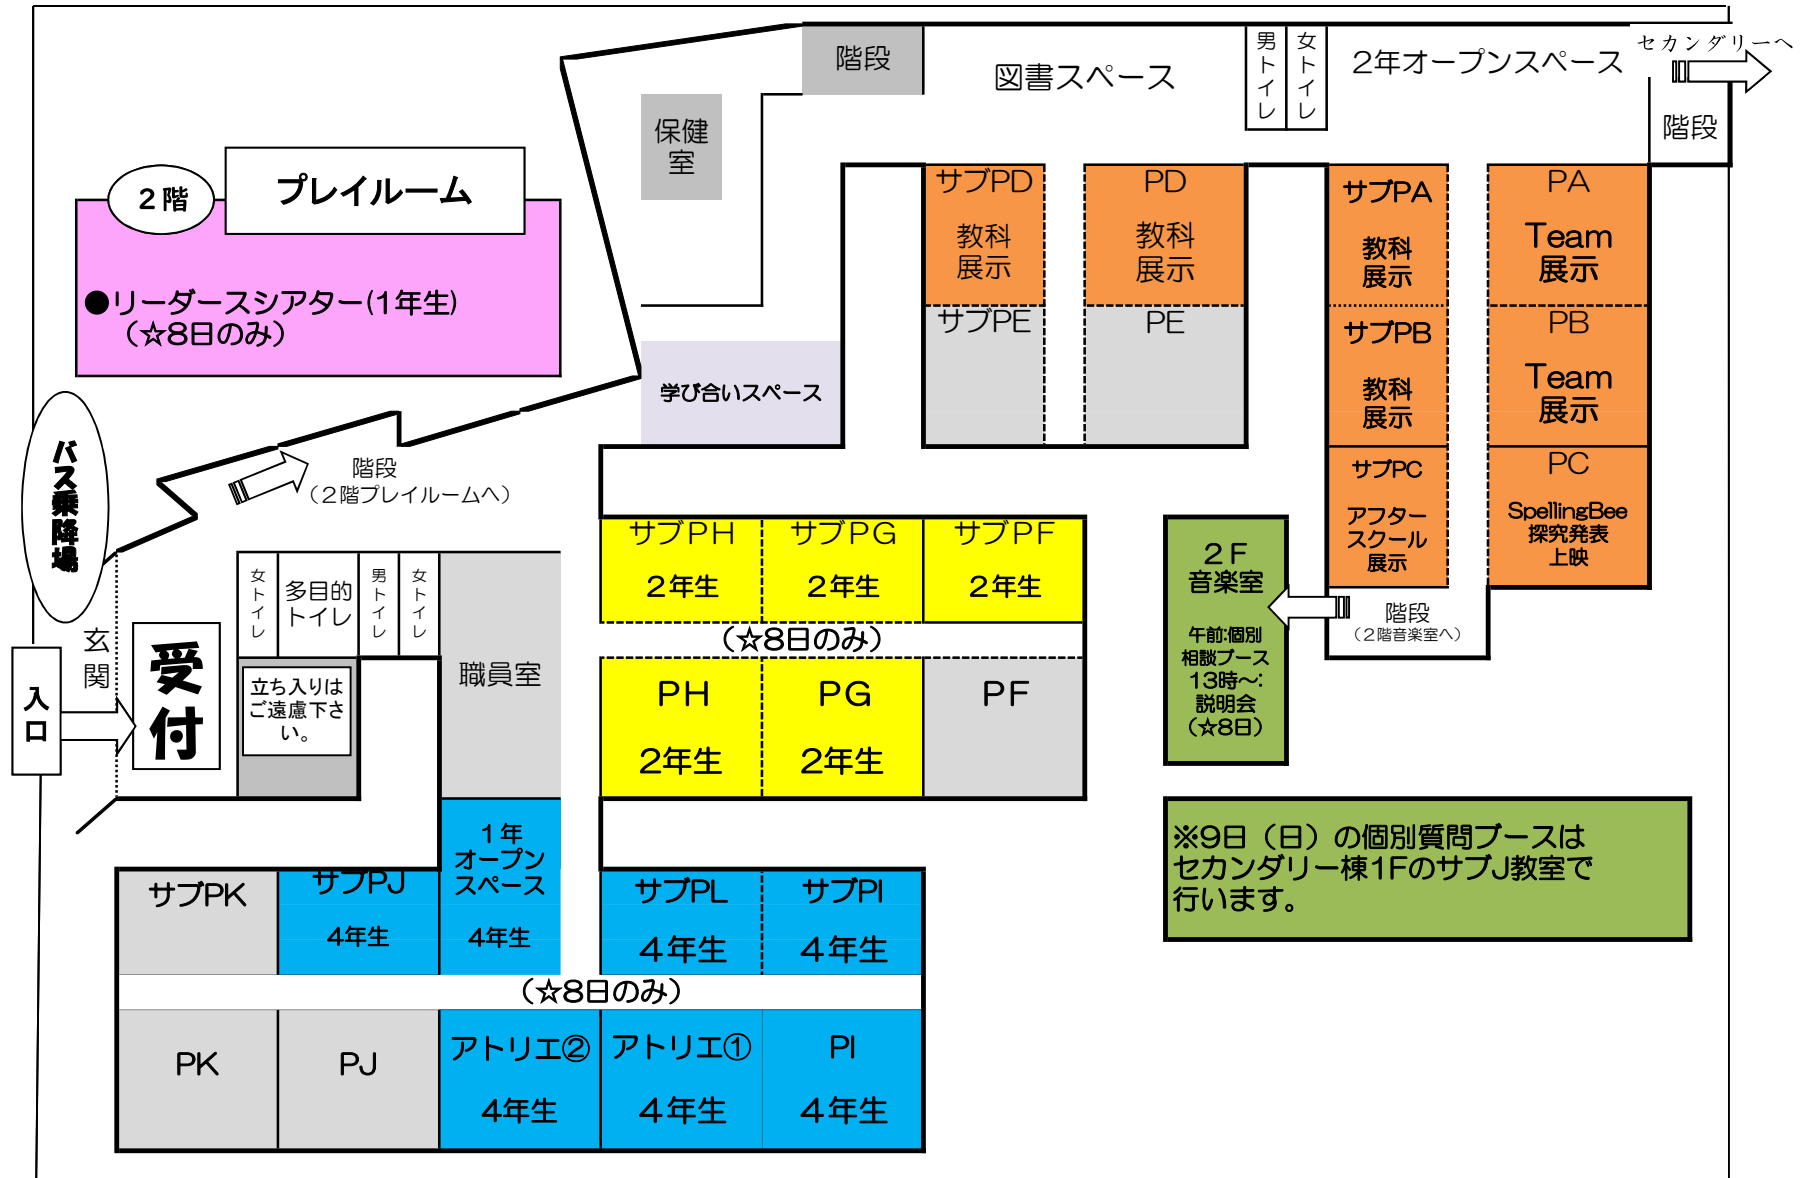 セカンダリーへ
階段
図書スペース
男トイレ
女トイレ
2年オープンスペース
階段
保健
室
2階
プレイルーム
●リーダースシアター(1年生)
(☆8日のみ)
学び合いスペース
サブPD
教科
展示
PD
教科
展示
サブPE
PE
サブPA
教科
展示
PA
Team
展示
サブPB
教科
展示
PB
Team
展示
サブPC
アフター
スクール
展示
PC
SpellingBee
探究発表
上映
バス乗降場
階段
(2階プレイルームへ)
玄
関
入
口
受
付
女トイレ
多目的
トイレ
男トイレ
女トイレ
立ち入りは
ご遠慮下さ
い。
職員室
サブPH
2年生
サブPG
2年生
サブPF
2年生
(☆8日のみ)
PH
2年生
PG
2年生
PF
2F
音楽室
午前:個別
相談ブース
13時～:
説明会
(☆8日)
階段
(2階音楽室へ)
※9日(日)の個別質問ブースは
セカンダリー棟1FのサブJ教室で
行います。
1年
オープン
スペース
4年生
サブPK
サブPJ
4年生
サブPL
4年生
サブPI
4年生
(☆8日のみ)
PK
PJ
アトリエ②
4年生
アトリエ①
4年生
PI
4年生